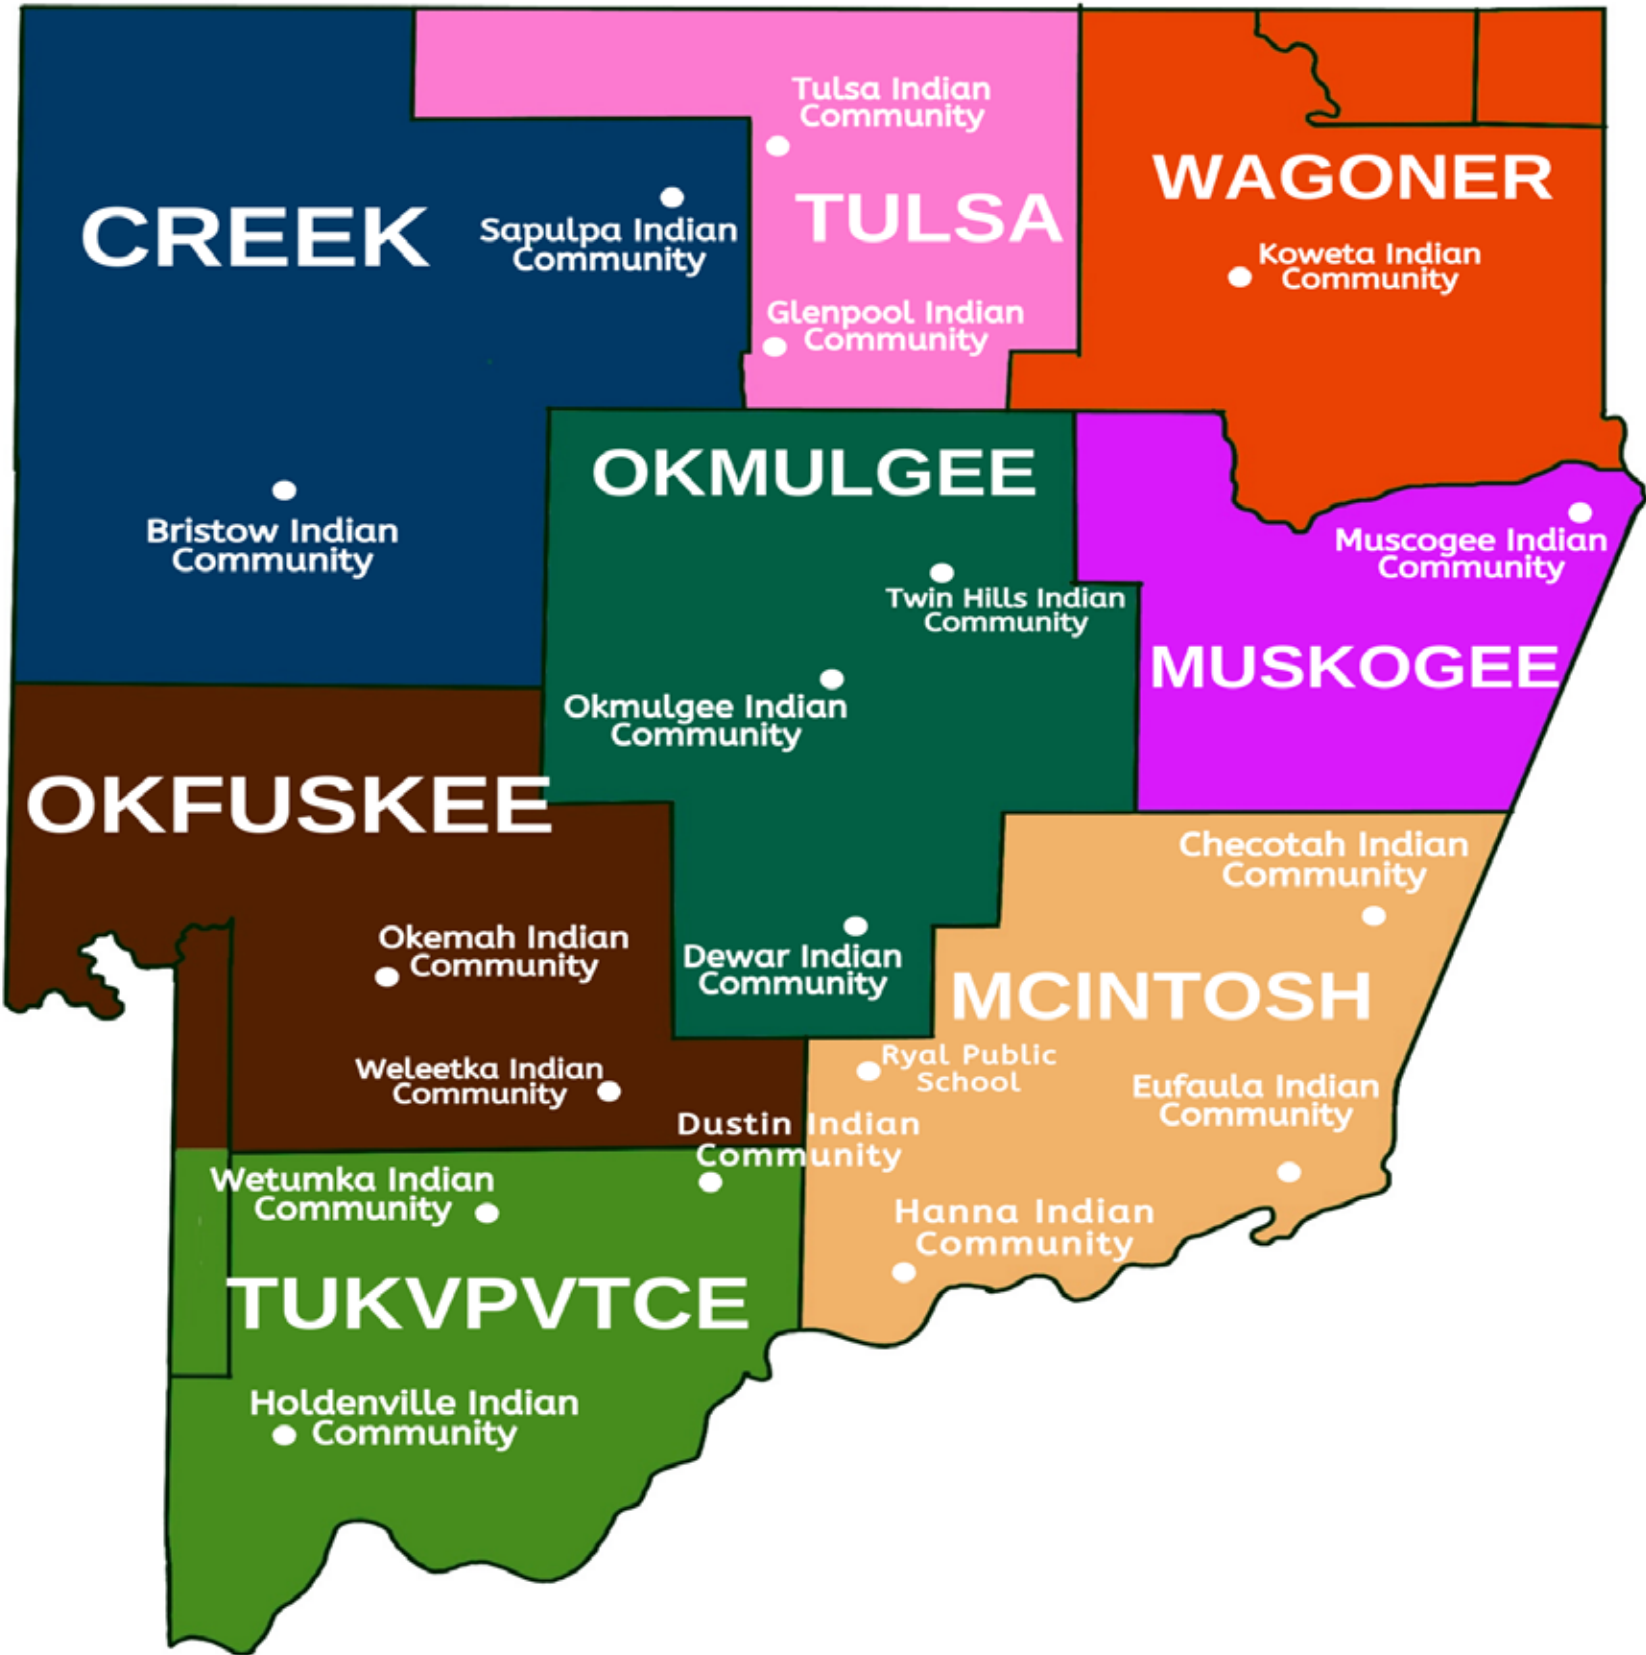 Tulsa Indian
Community
TULSA
WAGONER
CREEK
Sapulpa Indian
Community
Koweta Indian
Community
Glenpool Indian
Community
OKMULGEE
Bristow Indian
Community
Muscogee Indian
Community
Twin Hills Indian
Community
MUSKOGEE
Okmulgee Indian
Community
OKFUSKEE
Checotah Indian
Community
Okemah Indian
Community
Dewar Indian
Community
MCINTOSH
Ryal Public
School
Weleetka Indian
Community
Eufaula Indian
Community
Dustin Indian
Community
Wetumka Indian
Community
Hanna Indian
Community
TUKVPVTCE
Holdenville Indian
Community